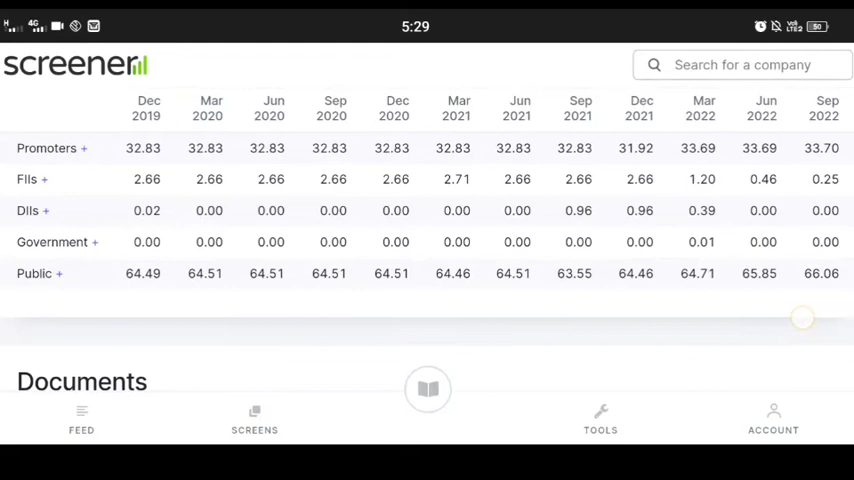 H 4G 5:29 Vo) LTE2 50
screener Search for a company
Dec Mar Jun Sep Dec Mar Jun Sep Dec Mar Jun Sep
2019 2020 2020 2020 2020 2021 2021 2021 2021 2022 2022 2022
Promoters + 32.83 32.83 32.83 32.83 32.83 32.83 32.83 32.83 31.92 33.69 33.69 33.70
FIIs + 2.66 2.66 2.66 2.66 2.66 2.71 2.66 2.66 2.66 1.20 0.46 0.25
DIIs + 0.02 0.00 0.00 0.00 0.00 0.00 0.00 0.96 0.96 0.39 0.00 0.00
Government + 0.00 0.00 0.00 0.00 0.00 0.00 0.00 0.00 0.00 0.01 0.00 0.00
Public + 64.49 64.51 64.51 64.51 64.51 64.46 64.51 63.55 64.46 64.71 65.85 66.06
Documents
FEED SCREENS TOOLS ACCOUNT